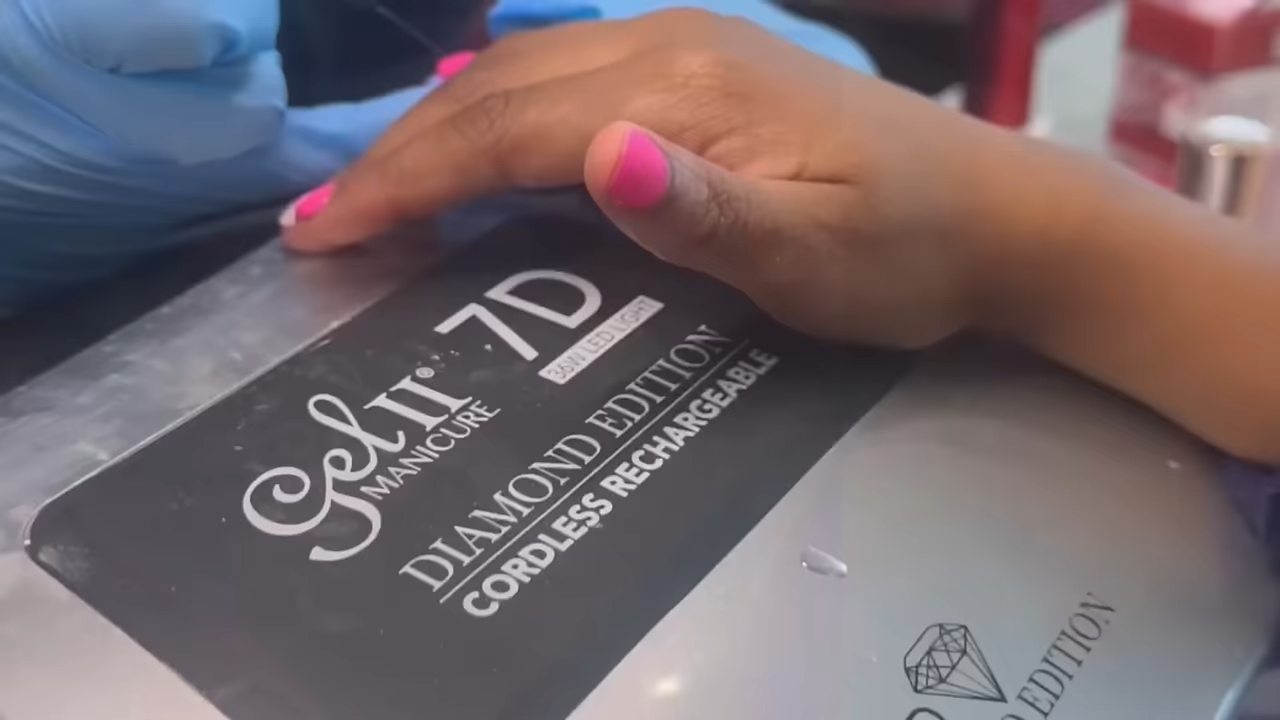 Gel II® 7D
MANICURE
36W LED LIGHT
DIAMOND EDITION
CORDLESS RECHARGEABLE
EDITION